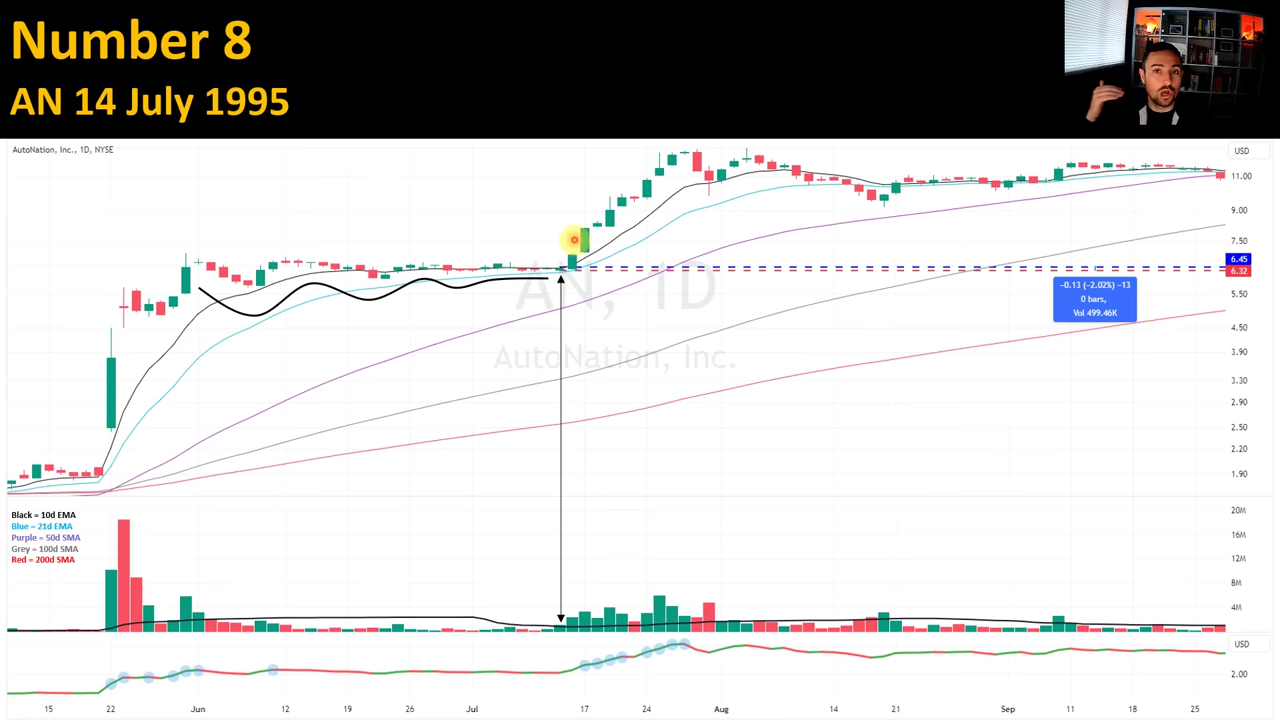 Number 8
AN 14 July 1995
AutoNation, Inc., 1D, NYSE
USD
11.00
9.00
7.50
6.45
6.32
5.50
4.50
3.90
3.30
2.90
2.50
2.20
1.90
AN, 1D
AutoNation, Inc.
−0.13 (−2.02%) −13
0 bars,
Vol 499.46K
Black = 10d EMA
Blue = 21d EMA
Purple = 50d SMA
Grey = 100d SMA
Red = 200d SMA
20M
16M
12M
8M
4M
USD
2.00
15 22 Jun 12 19 26 Jul 17 24 Aug 14 21 Sep 11 18 25